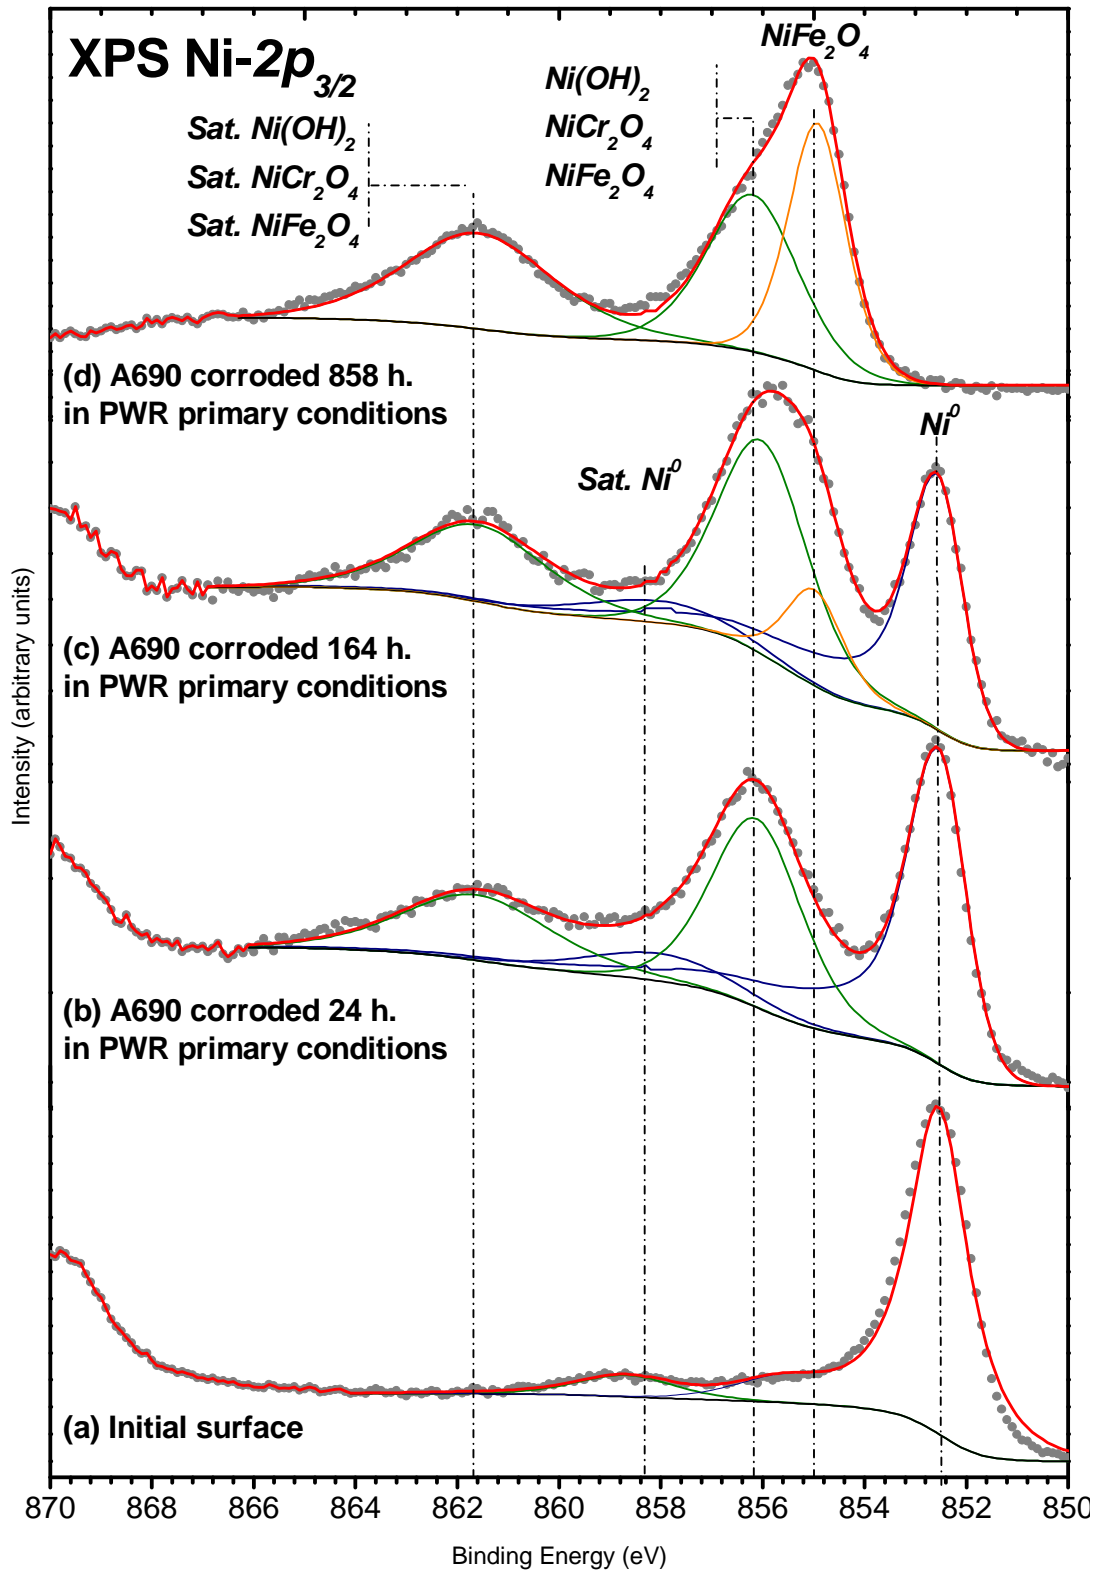 XPS Ni-2p3/2
NiFe2O4
Sat. Ni(OH)2
Sat. NiCr2O4
Sat. NiFe2O4
Ni(OH)2
NiCr2O4
NiFe2O4
(d) A690 corroded 858 h.
in PWR primary conditions
Ni0
Sat. Ni0
(c) A690 corroded 164 h.
in PWR primary conditions
(b) A690 corroded 24 h.
in PWR primary conditions
(a) Initial surface
Intensity (arbitrary units)
870 868 866 864 862 860 858 856 854 852 850
Binding Energy (eV)